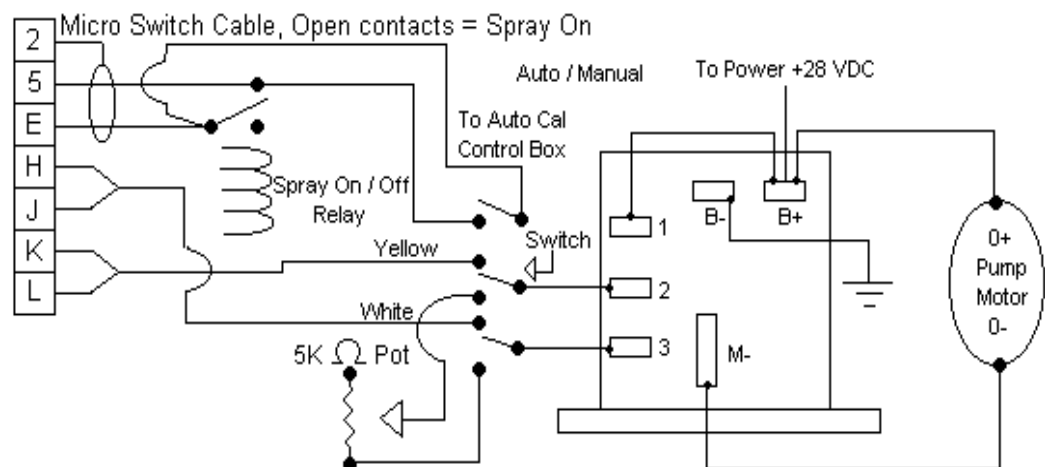 Micro Switch Cable, Open contacts = Spray On
2
5
E
H
J
K
L
Auto / Manual
To Power +28 VDC
To Auto Cal
Control Box
Spray On / Off
Relay
Switch
Yellow
White
5K Ω Pot
1
2
3
B-
B+
M-
0+
Pump
Motor
0-